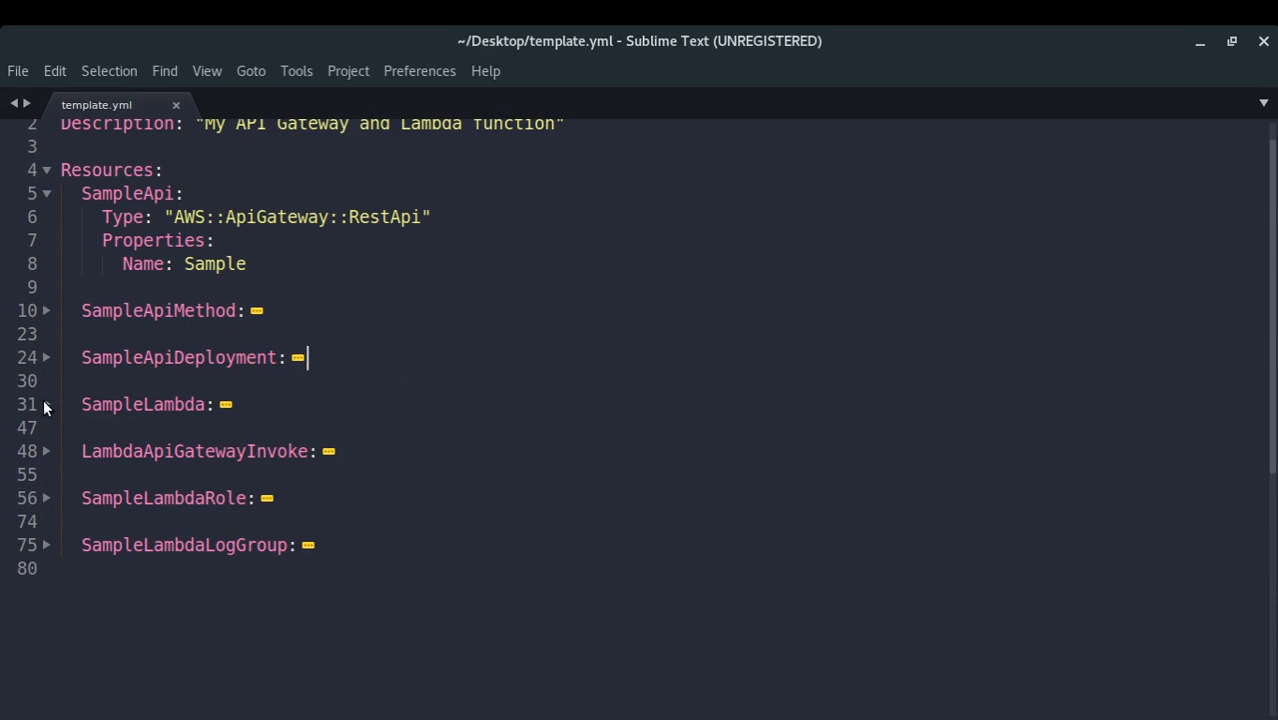 ~/Desktop/template.yml - Sublime Text (UNREGISTERED)
File Edit Selection Find View Goto Tools Project Preferences Help
template.yml
2 Description: "My API Gateway and Lambda function"
3
4 Resources:
5 SampleApi:
6 Type: "AWS::ApiGateway::RestApi"
7 Properties:
8 Name: Sample
9
10 SampleApiMethod:
23
24 SampleApiDeployment:
30
31 SampleLambda:
47
48 LambdaApiGatewayInvoke:
55
56 SampleLambdaRole:
74
75 SampleLambdaLogGroup:
80